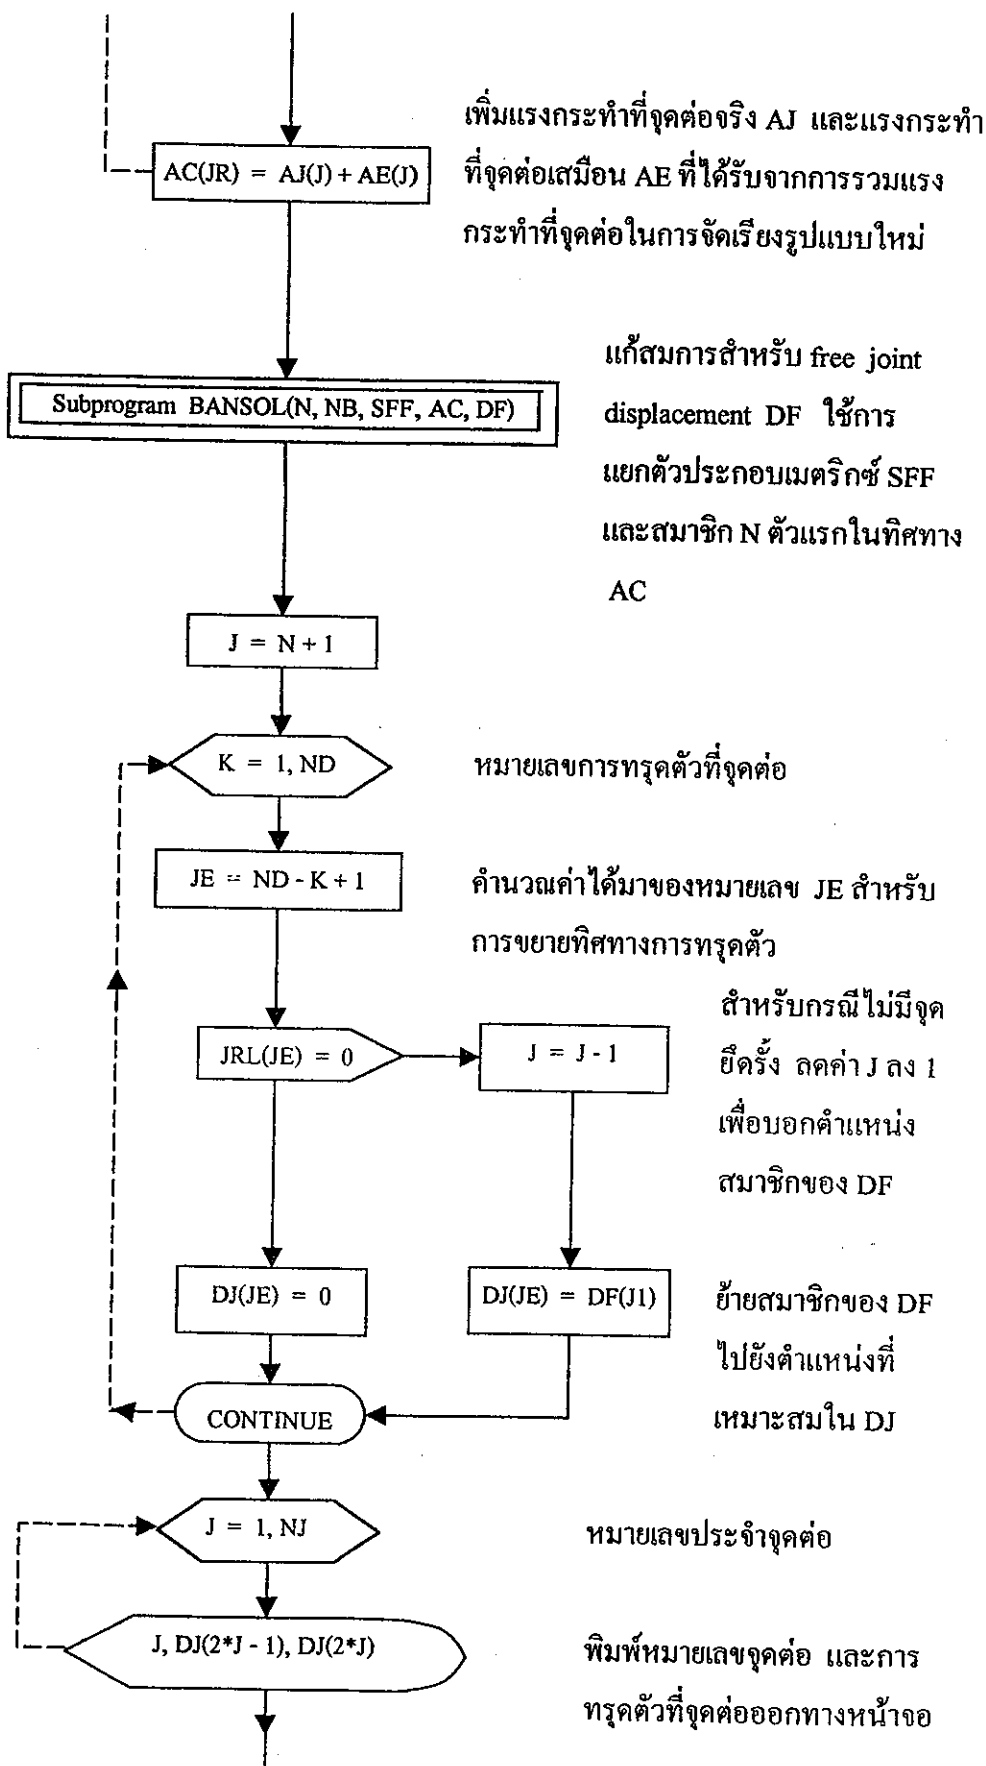 เพิ่มแรงกระทำที่จุดต่อจริง AJ และแรงกระทำ
AC(JR) = AJ(J) + AE(J)
ที่จุดต่อเสมือน AE ที่ได้รับจากการรวมแรง
กระทำที่จุดต่อในการจัดเรียงรูปแบบใหม่
แก้สมการสำหรับ free joint
Subprogram BANSOL(N, NB, SFF, AC, DF)
displacement DF ใช้การ
แยกตัวประกอบเมตริกซ์ SFF
และสมาชิก N ตัวแรกในทิศทาง
AC
J = N + 1
K = 1, ND
หมายเลขการทรุดตัวที่จุดต่อ
JE = ND - K + 1
คำนวณค่าได้มาของหมายเลข JE สำหรับ
การขยายทิศทางการทรุดตัว
สำหรับกรณีไม่มีจุด
JRL(JE) = 0
J = J - 1
ยึดรั้ง ลดค่า J ลง 1
เพื่อบอกตำแหน่ง
สมาชิกของ DF
DJ(JE) = 0
DJ(JE) = DF(J1)
ย้ายสมาชิกของ DF
ไปยังตำแหน่งที่
เหมาะสมใน DJ
CONTINUE
J = 1, NJ
หมายเลขประจำจุดต่อ
J, DJ(2*J - 1), DJ(2*J)
พิมพ์หมายเลขจุดต่อ และการ
ทรุดตัวที่จุดต่อออกทางหน้าจอ